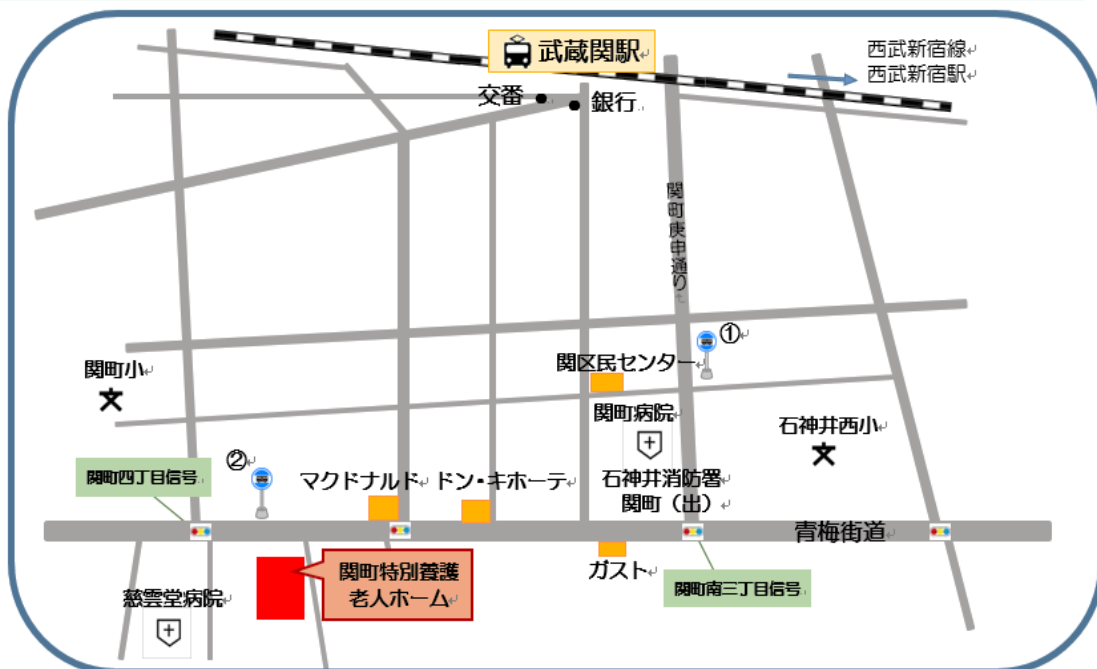 武蔵関駅
西武新宿線
西武新宿駅
交番
銀行
関町庚申通り
①
関区民センター
関町小
関町病院
石神井西小
②
関町四丁目信号
マクドナルド
ドン・キホーテ
石神井消防署
関町（出）
青梅街道
ガスト
関町特別養護
老人ホーム
関町南三丁目信号
慈雲堂病院